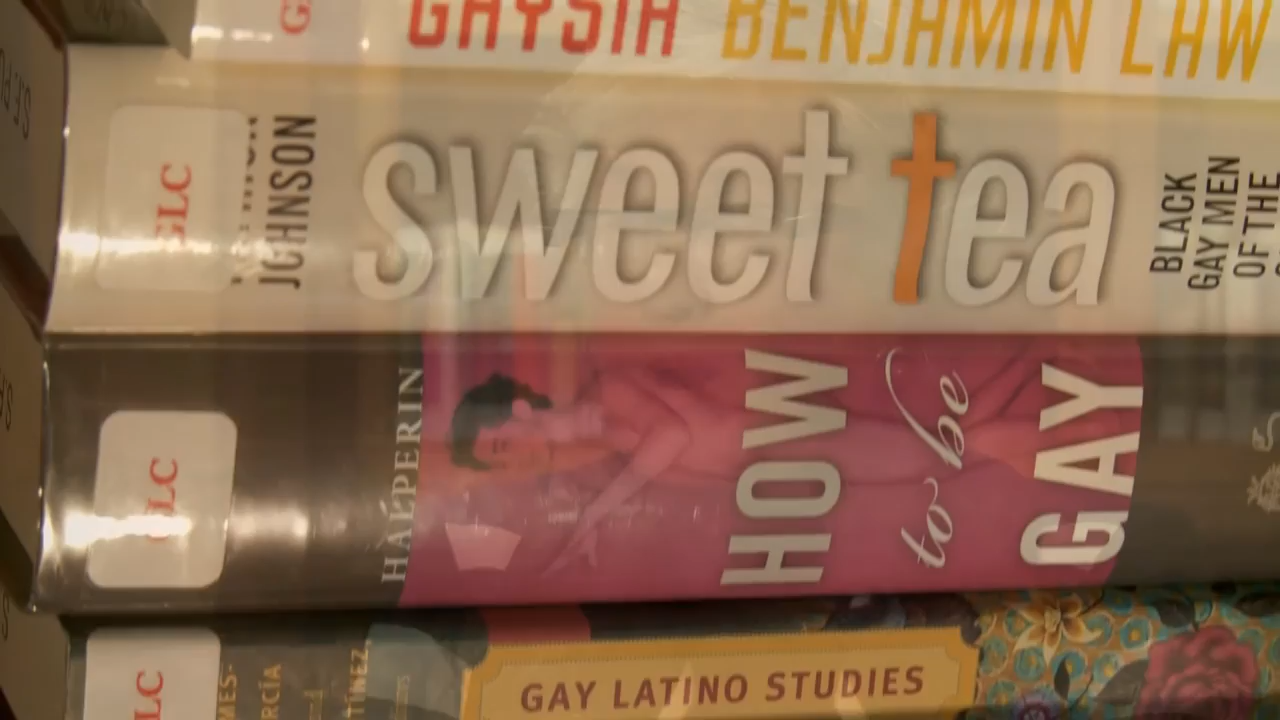 GAYSIA BENJAMIN LAW
GLC
JOHNSON
sweet tea
BLACK
GAY MEN
OF THE
GLC
HALPERIN
HOW
to be
GAY
GAY LATINO STUDIES